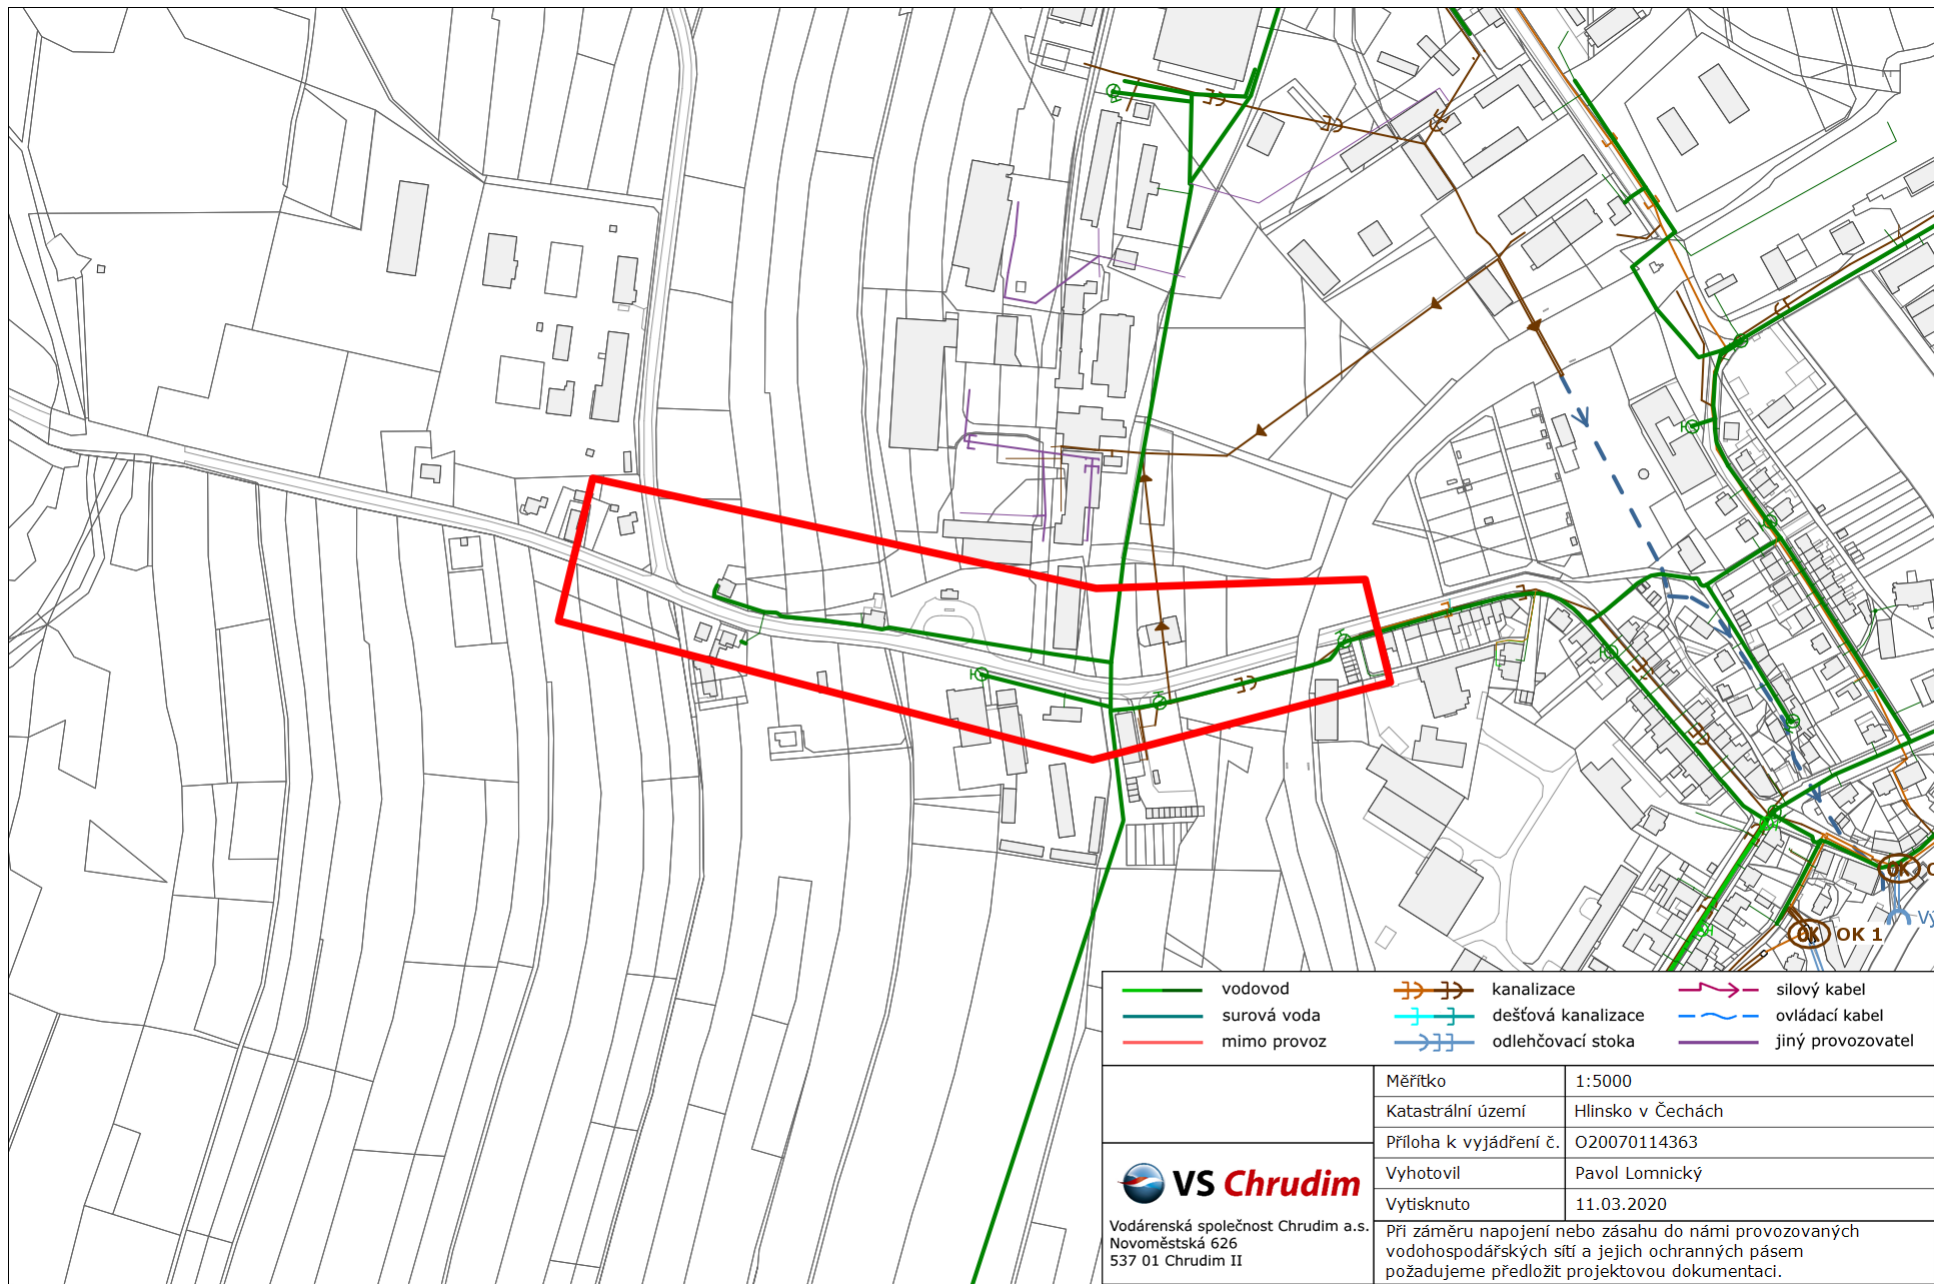 OK
OK
OK 1
vodovod
kanalizace
silový kabel
surová voda
dešťová kanalizace
ovládací kabel
mimo provoz
odlehčovací stoka
jiný provozovatel
Měřítko 1:5000
Katastrální území Hlinsko v Čechách
Příloha k vyjádření č. O20070114363
Vyhotovil Pavol Lomnický
Vytisknuto 11.03.2020
VS Chrudim
Vodárenská společnost Chrudim a.s.
Novoměstská 626
537 01 Chrudim II
Při záměru napojení nebo zásahu do námi provozovaných
vodohospodářských sítí a jejich ochranných pásem
požadujeme předložit projektovou dokumentaci.